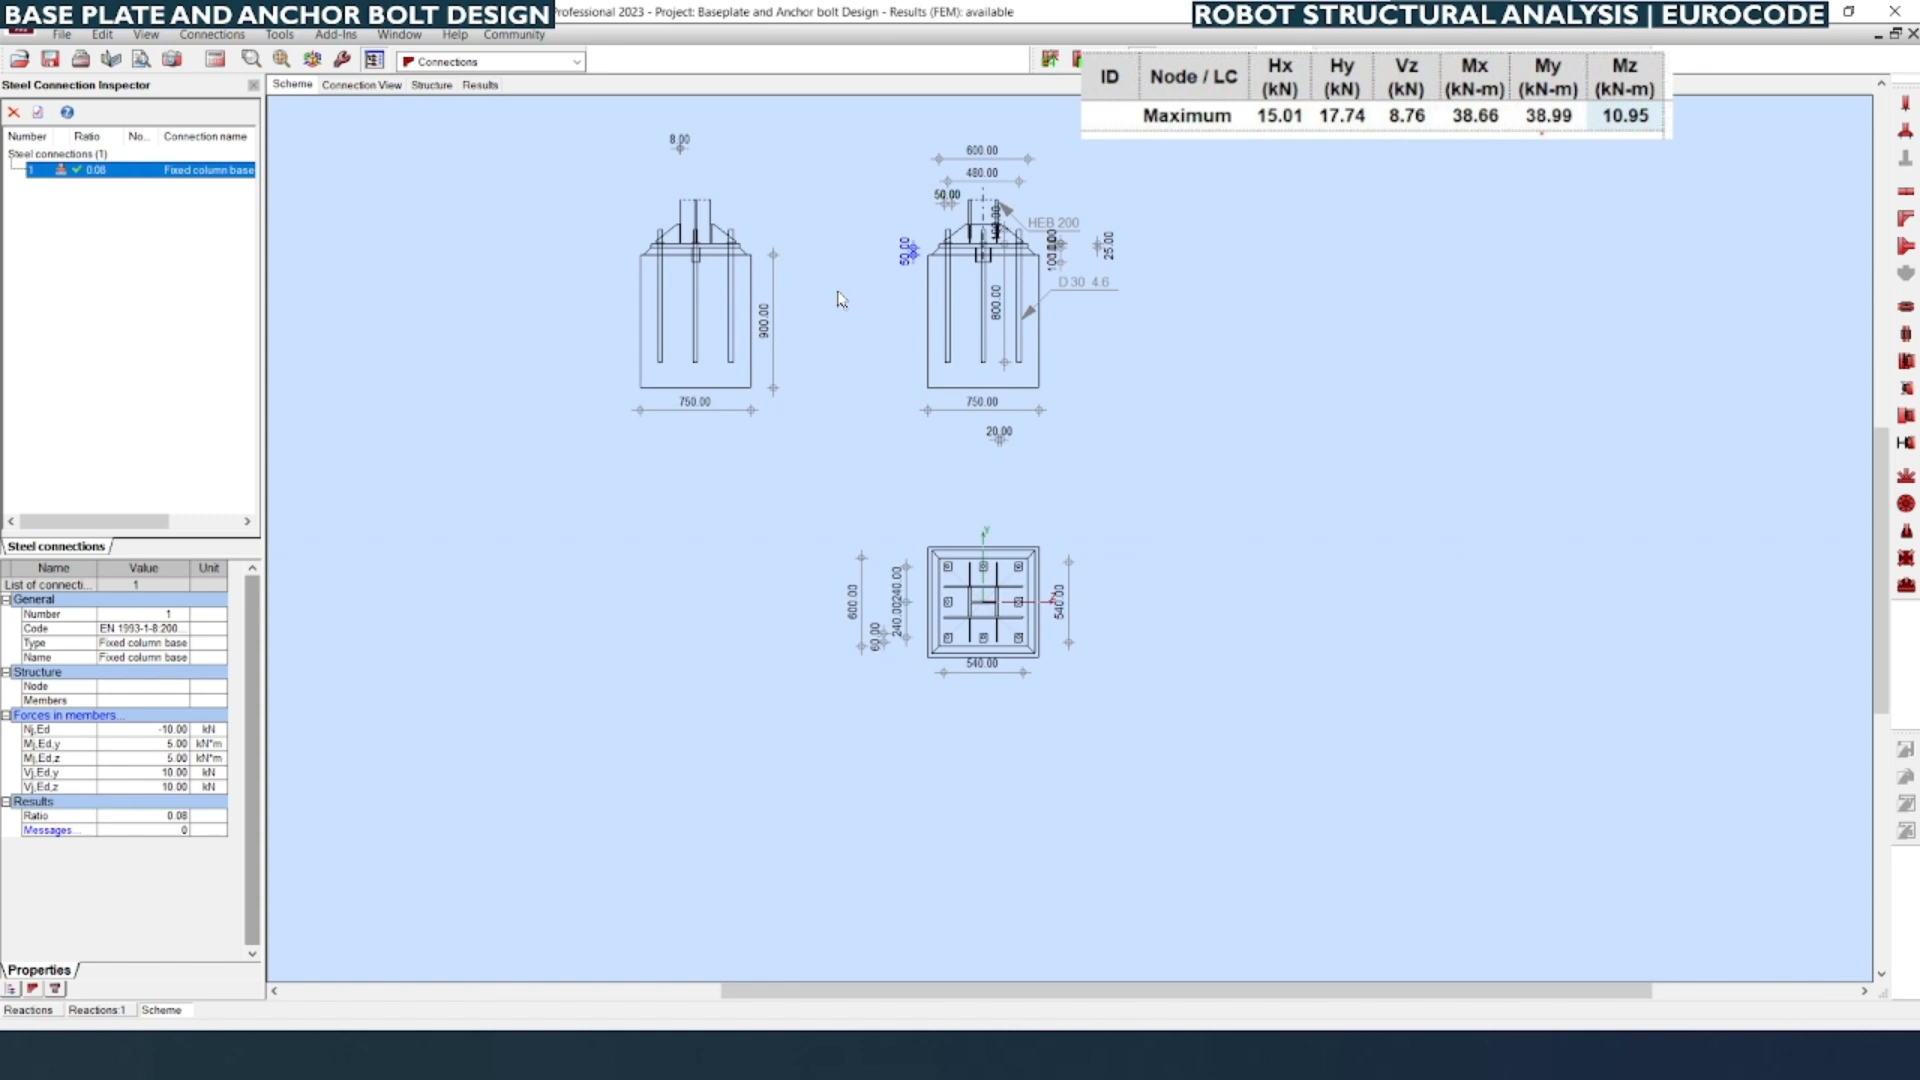 BASE PLATE AND ANCHOR BOLT DESIGN
Professional 2023 - Project: Baseplate and Anchor bolt Design - Results (FEM): available
ROBOT STRUCTURAL ANALYSIS | EUROCODE
File Edit View Connections Tools Add-Ins Window Help Community
Connections
Steel Connection Inspector
Scheme Connection View Structure Results
ID Node / LC Hx (kN) Hy (kN) Vz (kN) Mx (kN-m) My (kN-m) Mz (kN-m)
Maximum 15.01 17.74 8.76 38.66 38.99 10.95
Number Ratio No... Connection name
Steel connections (1)
1 0.08 Fixed column base
8.00
600.00
480.00
50.00
HEB 200
50.00
25.00
D 30 4.6
800.00
900.00
750.00
750.00
20.00
Steel connections
Name Value Unit
List of connecti... 1
General
Number 1
Code EN 1993-1-8:200...
Type Fixed column base
Name Fixed column base
Structure
Node
Members
Forces in members...
Nj,Ed -10.00 kN
Mj,Ed,y 5.00 kN*m
Mj,Ed,z 5.00 kN*m
Vj,Ed,y 10.00 kN
Vj,Ed,z 10.00 kN
Results
Ratio 0.08
Messages... 0
y
600.00
60.00
240.00240.00
540.00
540.00
Properties
Reactions Reactions:1 Scheme